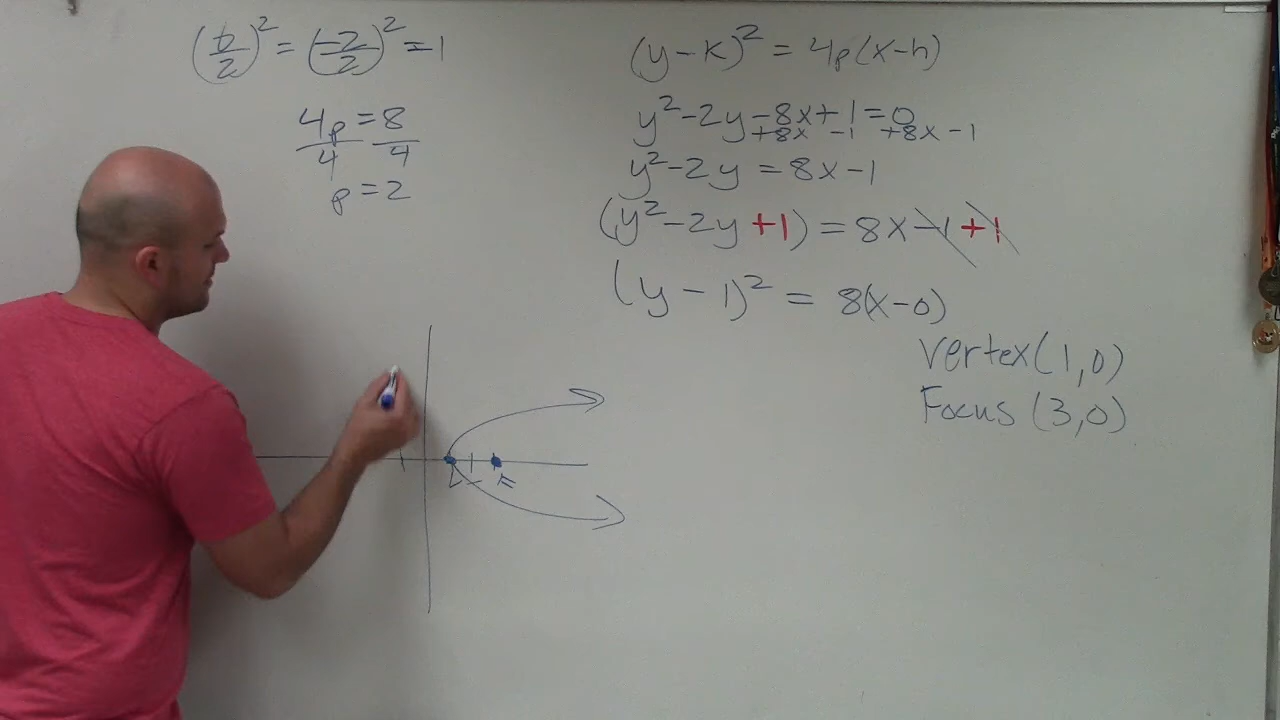 (b/2)² = (-2/2)² = 1
4p = 8
4 4
p = 2
(y-k)² = 4p(x-h)
y²-2y-8x+1=0
+8x -1 +8x -1
y²-2y = 8x-1
(y²-2y+1) = 8x-1+1
(y-1)² = 8(x-0)
Vertex (1,0)
Focus (3,0)
V F